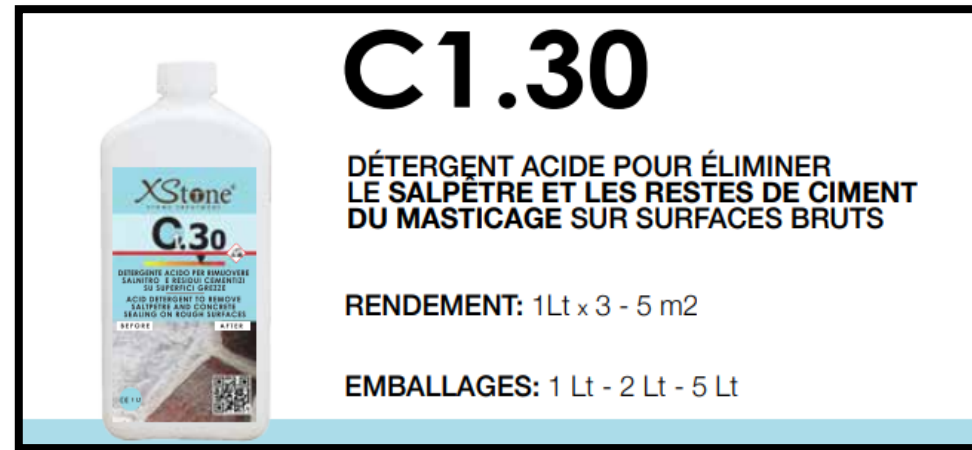 C1.30
DÉTERGENT ACIDE POUR ÉLIMINER
LE SALPÊTRE ET LES RESTES DE CIMENT
DU MASTICAGE SUR SURFACES BRUTS
RENDEMENT: 1Lt x 3 - 5 m2
EMBALLAGES: 1 Lt - 2 Lt - 5 Lt
XStone
C1.30
DETERGENTE ACIDO PER RIMUOVERE
SALNITRO E RESIDUI CEMENTIZI
SU SUPERFICI GREZZE
ACID DETERGENT TO REMOVE
SALTPETRE AND CONCRETE
SEALING ON ROUGH SURFACES
BEFORE AFTER